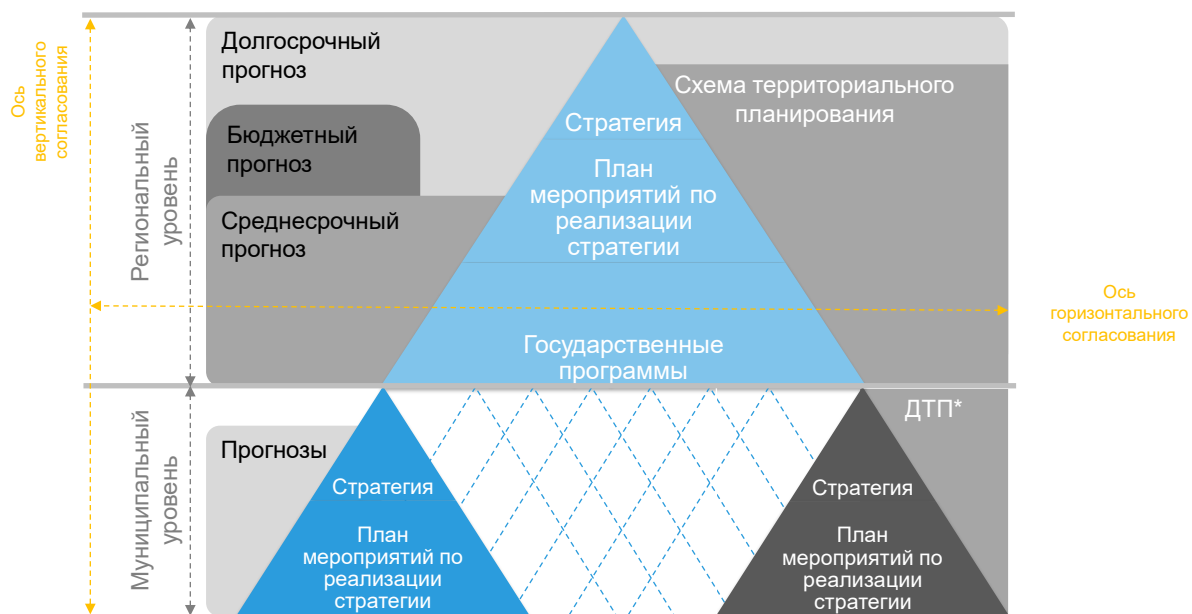 Ось
вертикального
согласования
Региональный
уровень
Долгосрочный
прогноз
Бюджетный
прогноз
Среднесрочный
прогноз
Стратегия
План
мероприятий по
реализации
стратегии
Государственные
программы
Схема территориального
планирования
Ось
горизонтального
согласования
Муниципальный
уровень
Прогнозы
Стратегия
План
мероприятий по
реализации
стратегии
ДТП*
Стратегия
План
мероприятий по
реализации
стратегии